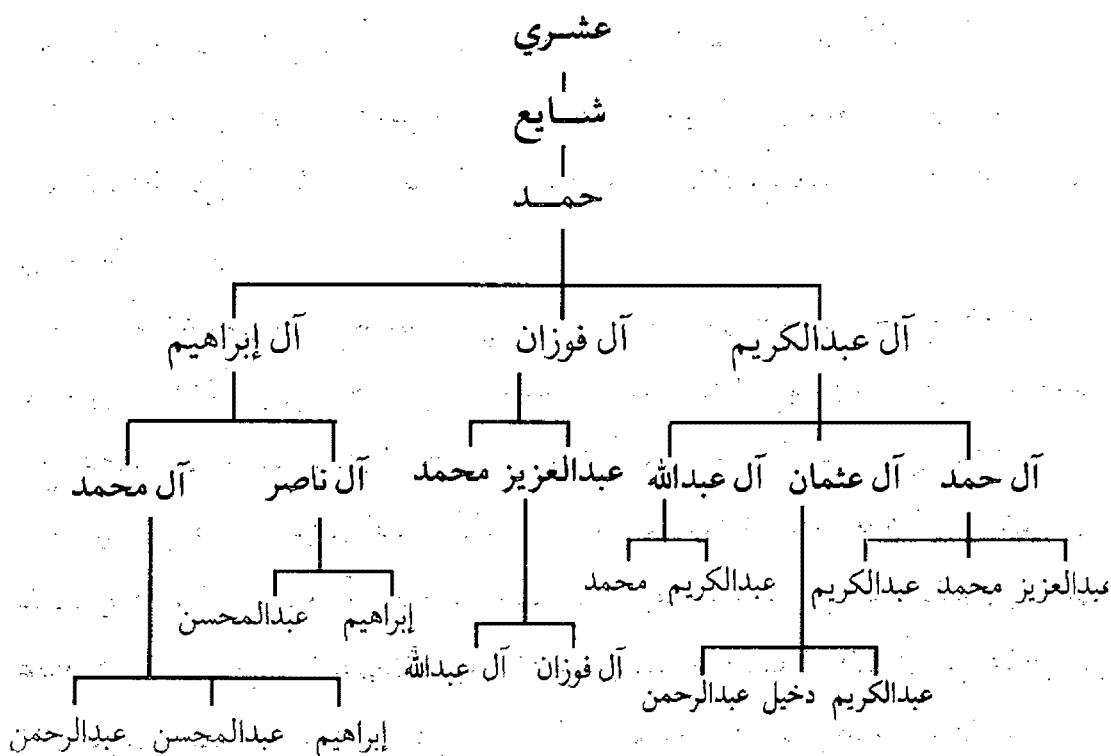 عشري
شايع
حمد
آل عبدالكريم آل فوزان آل إبراهيم
آل حمد آل عثمان آل عبدالله عبدالعزيز محمد آل ناصر آل محمد
عبدالعزيز محمد عبدالكريم عبدالكريم محمد
إبراهيم عبدالمحسن
آل فوزان آل عبدالله
عبدالكريم دخيل عبدالرحمن
إبراهيم عبدالمحسن عبدالرحمن